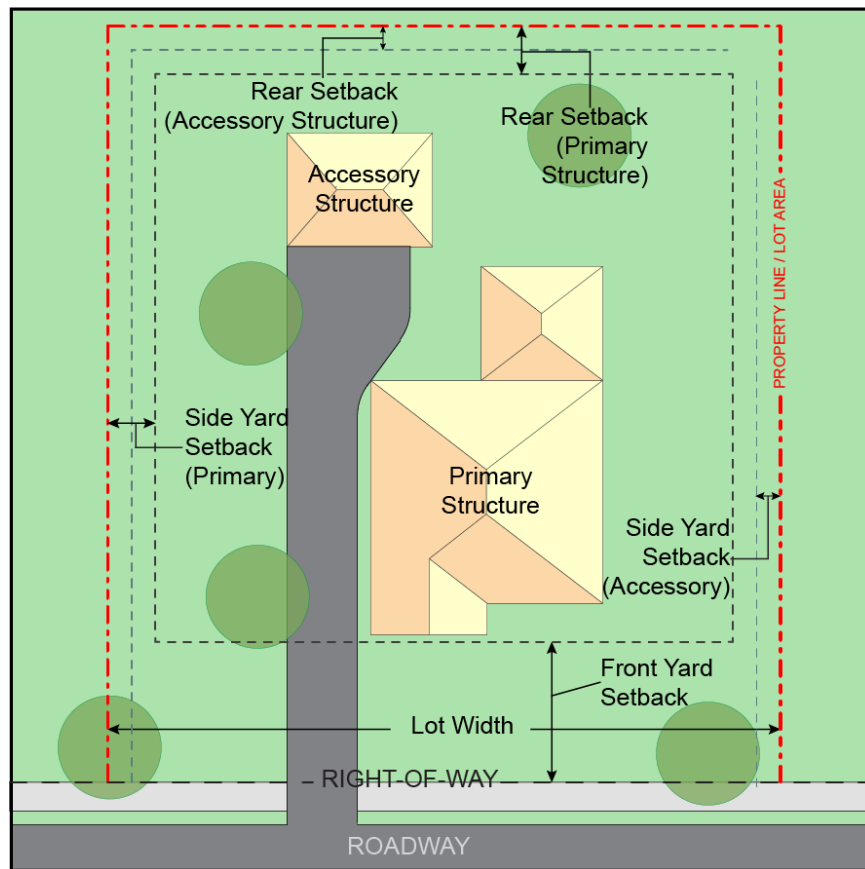 Rear Setback
(Accessory Structure)
Rear Setback
(Primary
Structure)
Accessory
Structure
PROPERTY LINE / LOT AREA
Side Yard
Setback
(Primary)
Primary
Structure
Side Yard
Setback
(Accessory)
Front Yard
Setback
Lot Width
RIGHT-OF-WAY
ROADWAY